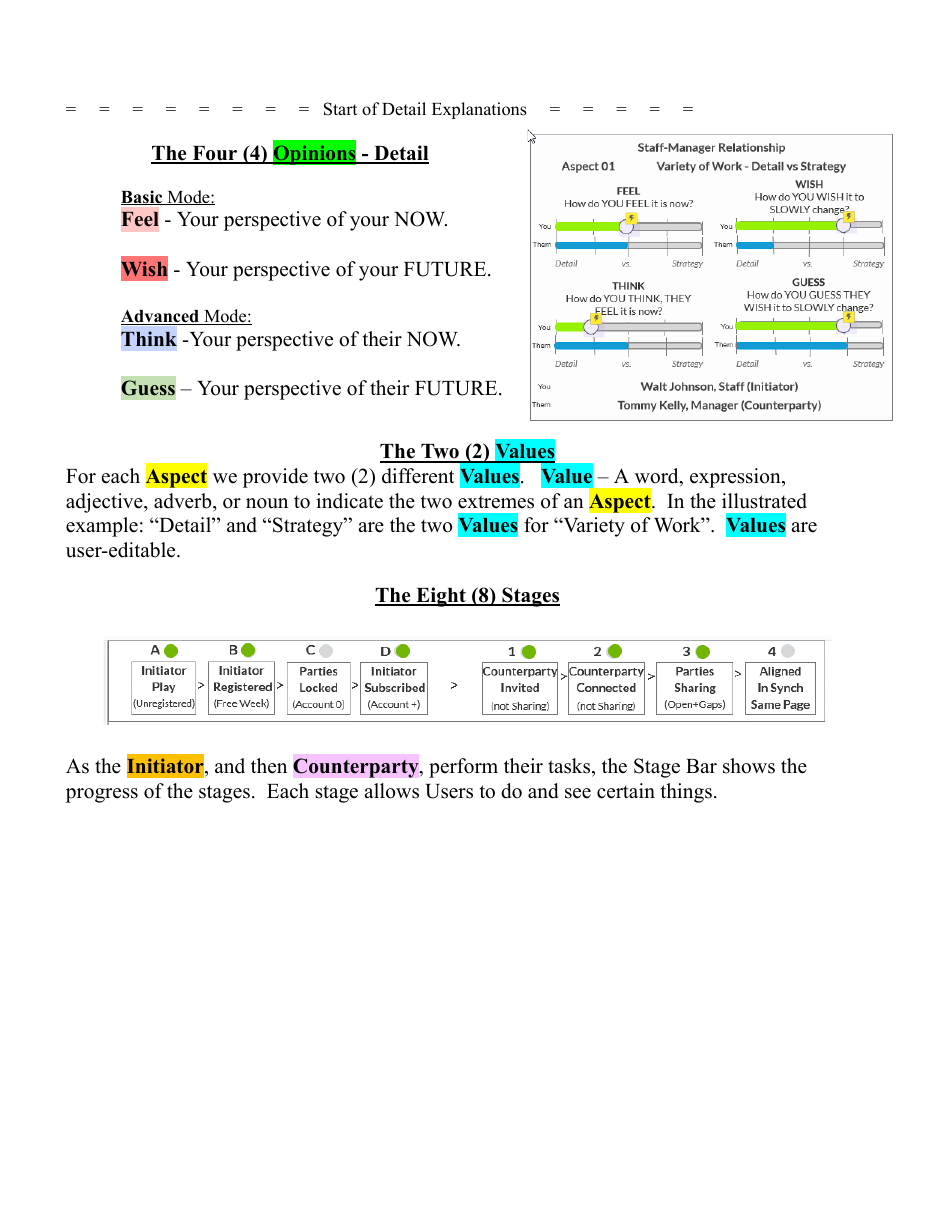 = = = = = = = = Start of Detail Explanations = = = = =
The Four (4) Opinions - Detail
Basic Mode:
Feel - Your perspective of your NOW.
Wish - Your perspective of your FUTURE.
Advanced Mode:
Think -Your perspective of their NOW.
Guess – Your perspective of their FUTURE.
Staff-Manager Relationship
Aspect 01 Variety of Work - Detail vs Strategy
FEEL
How do YOU FEEL it is now?
You
Them
Detail vs. Strategy
WISH
How do YOU WISH it to
SLOWLY change?
You
Them
Detail vs. Strategy
THINK
How do YOU THINK, THEY
FEEL it is now?
You
Them
Detail vs. Strategy
GUESS
How do YOU GUESS THEY
WISH it to SLOWLY change?
You
Them
Detail vs. Strategy
You Walt Johnson, Staff (Initiator)
Them Tommy Kelly, Manager (Counterparty)
The Two (2) Values
For each Aspect we provide two (2) different Values. Value – A word, expression,
adjective, adverb, or noun to indicate the two extremes of an Aspect. In the illustrated
example: “Detail” and “Strategy” are the two Values for “Variety of Work”. Values are
user-editable.
The Eight (8) Stages
A B C D 1 2 3 4
Initiator Initiator Parties Initiator Counterparty Counterparty Parties Aligned
Play > Registered > Locked > Subscribed > Invited > Connected > Sharing > In Synch
(Unregistered) (Free Week) (Account 0) (Account +) (not Sharing) (not Sharing) (Open+Gaps) Same Page
As the Initiator, and then Counterparty, perform their tasks, the Stage Bar shows the
progress of the stages. Each stage allows Users to do and see certain things.